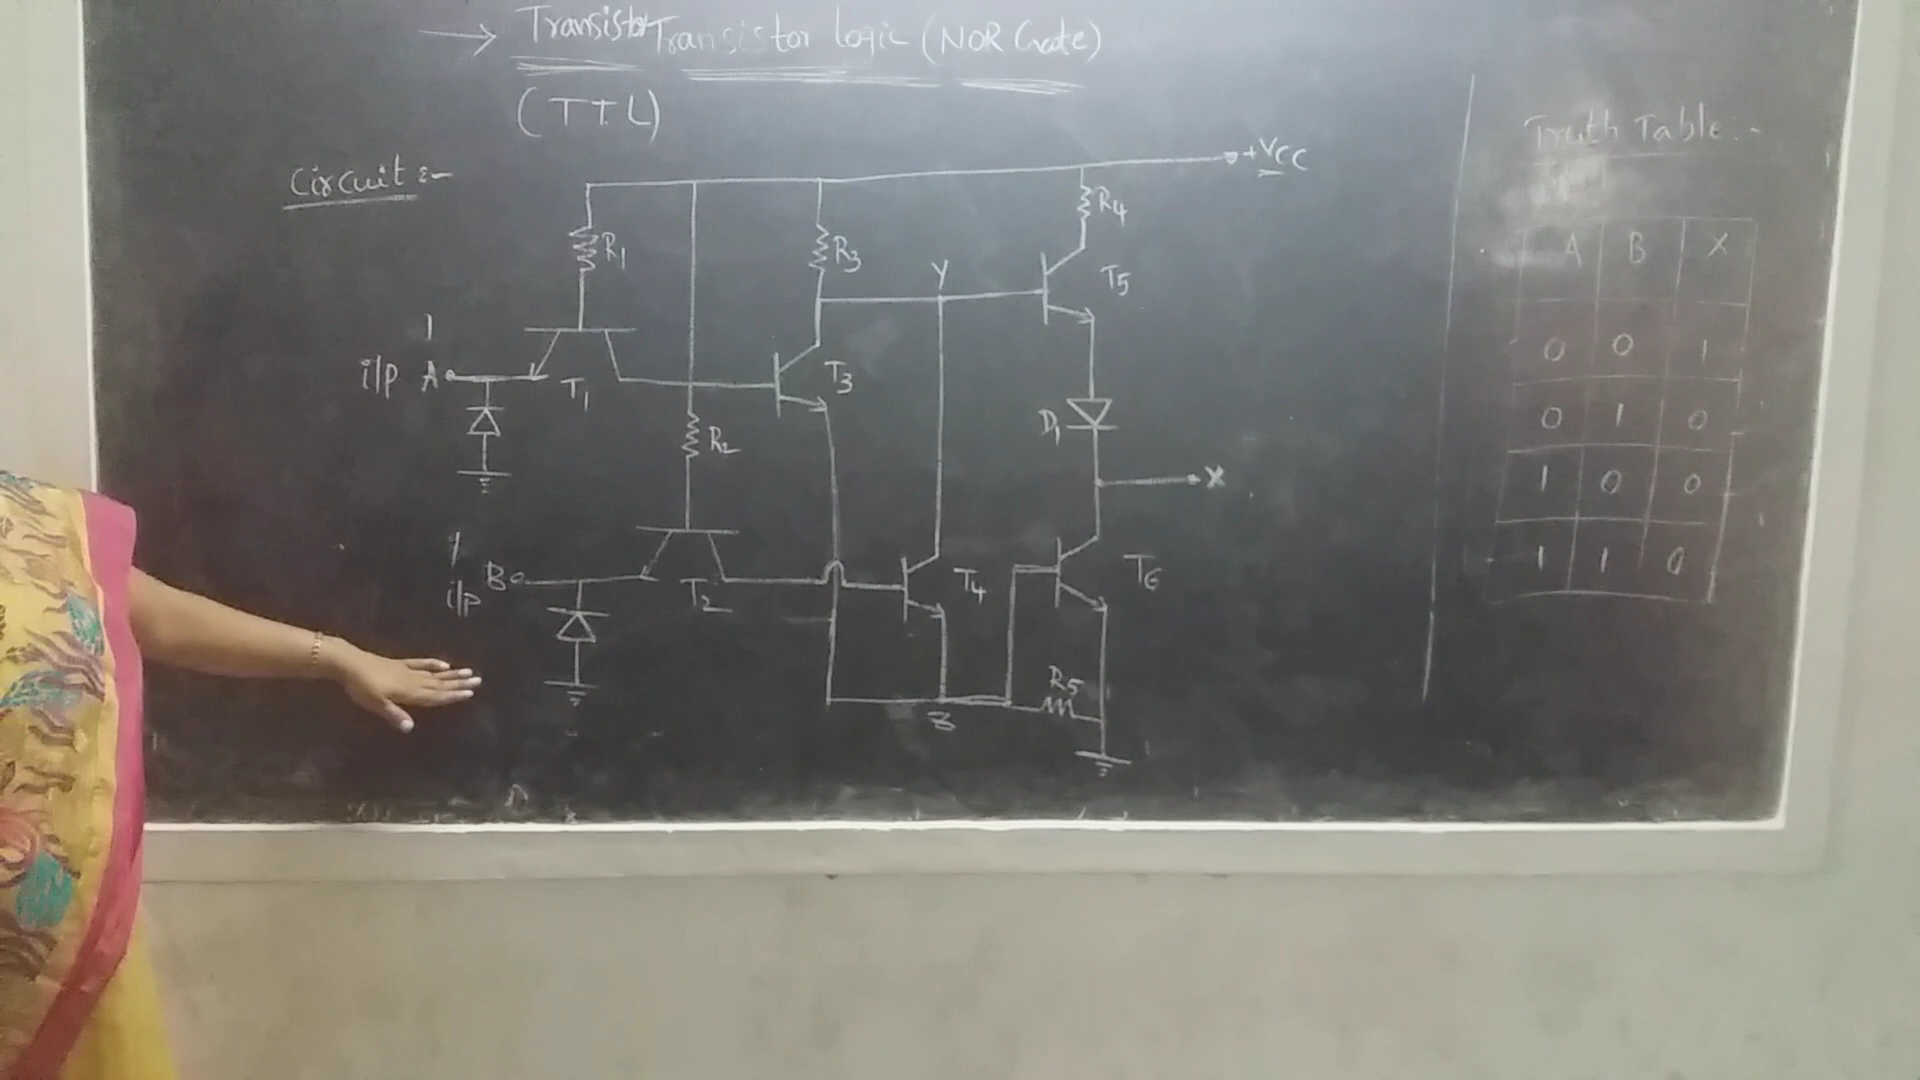 → Transistor Transistor Logic (NOR Gate)
(TTL)
Circuit :-
+VCC
R1
R3
R4
Y
T5
1
i/p A
T1
T3
R2
D1
X
1
i/p B
T2
T4
T6
R5
Z
Truth Table :-
A B X
0 0 1
0 1 0
1 0 0
1 1 0